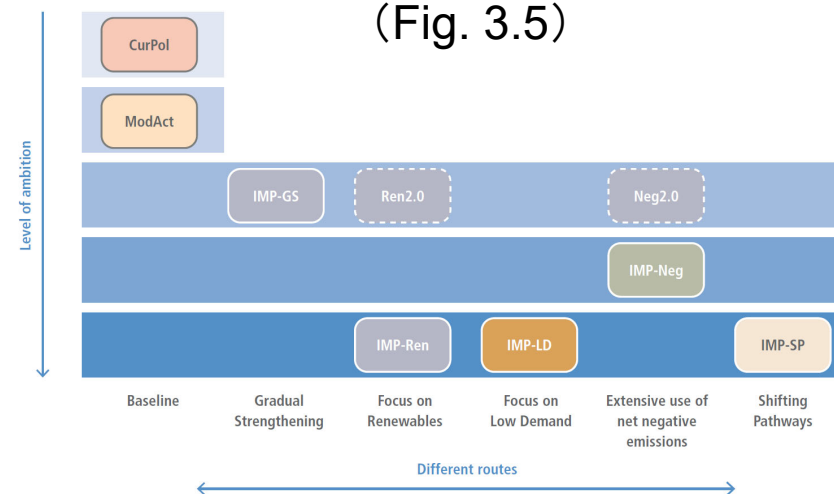 （Fig. 3.5）
Level of ambition
CurPol
ModAct
IMP-GS
Ren2.0
Neg2.0
IMP-Neg
IMP-Ren
IMP-LD
IMP-SP
Baseline
Gradual
Strengthening
Focus on
Renewables
Focus on
Low Demand
Extensive use of
net negative
emissions
Shifting
Pathways
Different routes